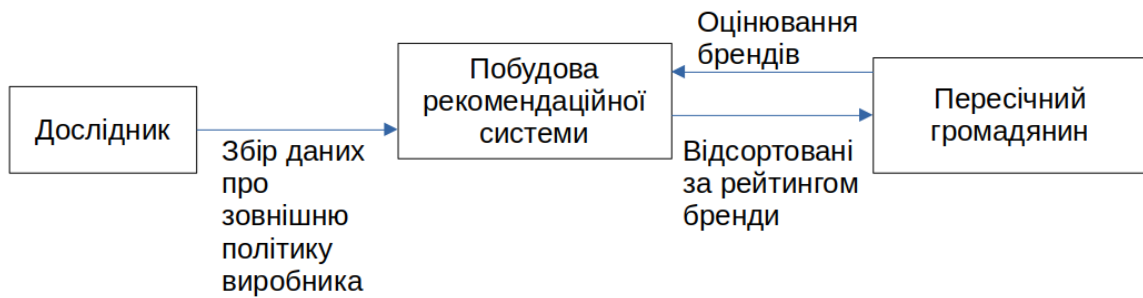 Дослідник
Збір даних
про
зовнішню
політику
виробника
Побудова
рекомендаційної
системи
Оцінювання
брендів
Відсортовані
за рейтингом
бренди
Пересічний
громадянин